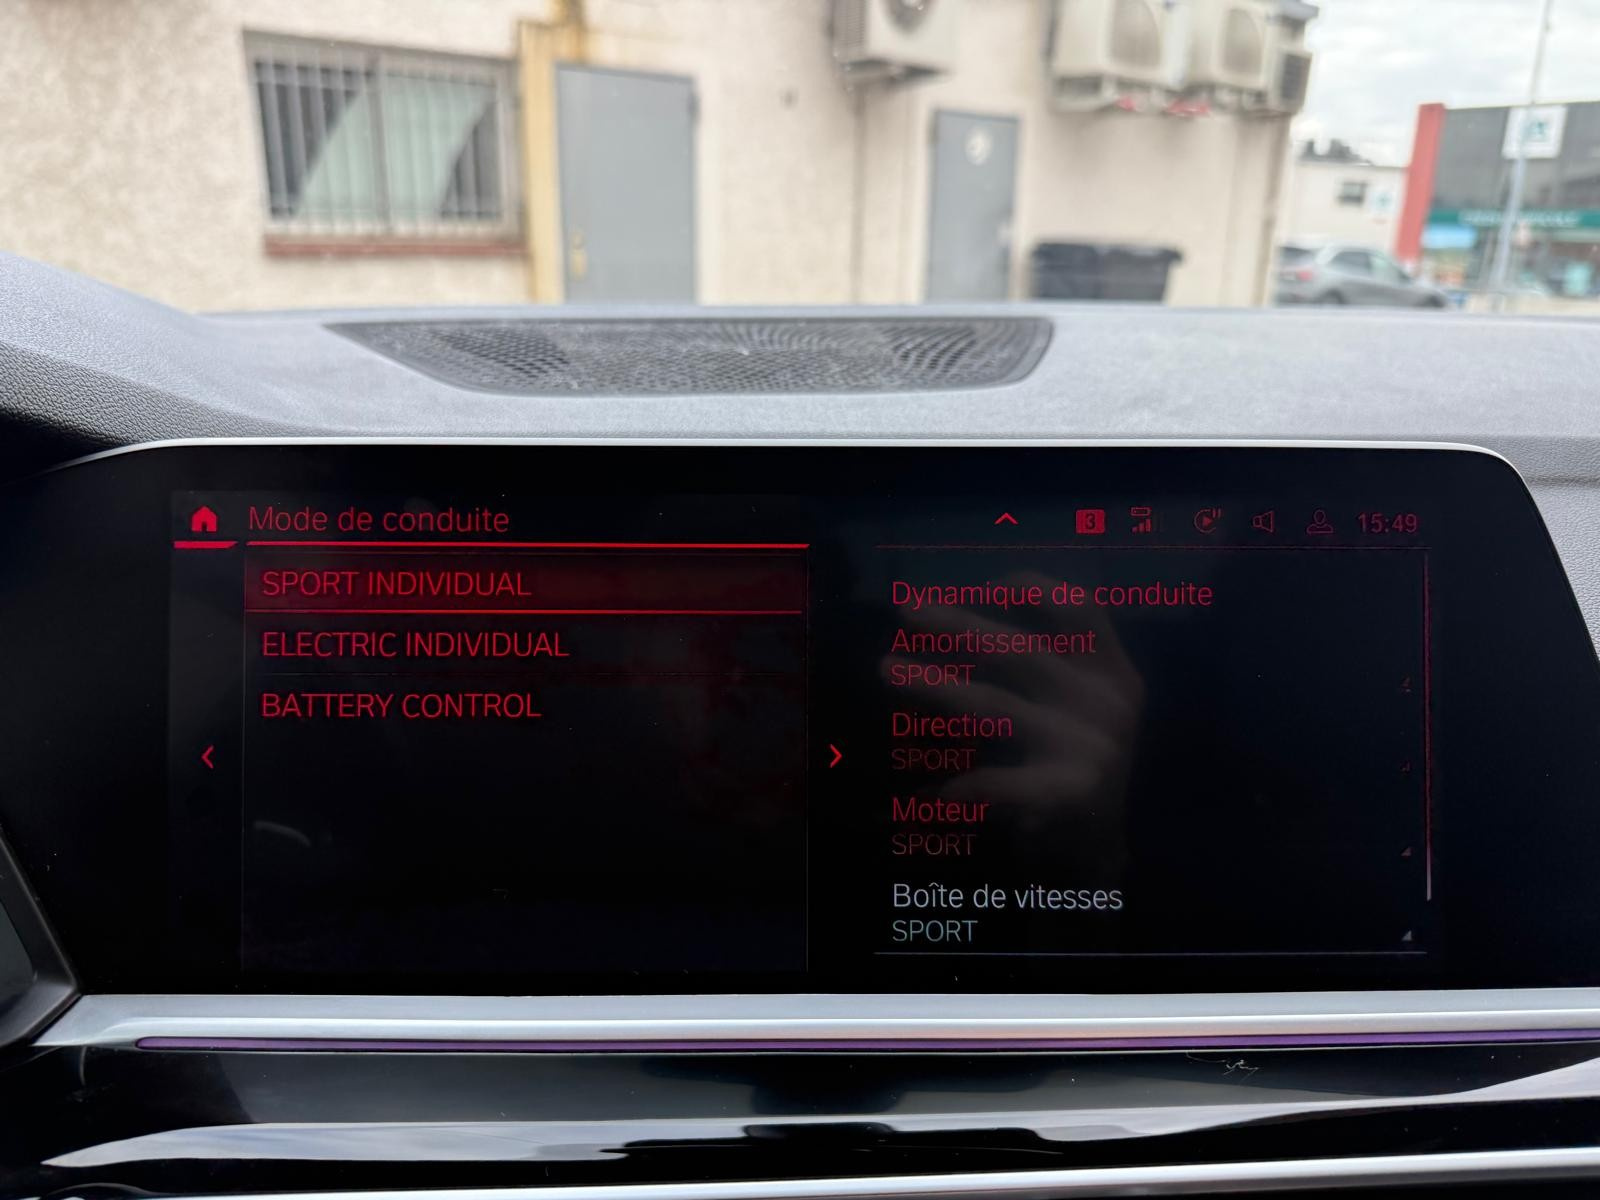 Mode de conduite
3
15:49
SPORT INDIVIDUAL
ELECTRIC INDIVIDUAL
BATTERY CONTROL
Dynamique de conduite
Amortissement
SPORT
Direction
SPORT
Moteur
SPORT
Boîte de vitesses
SPORT